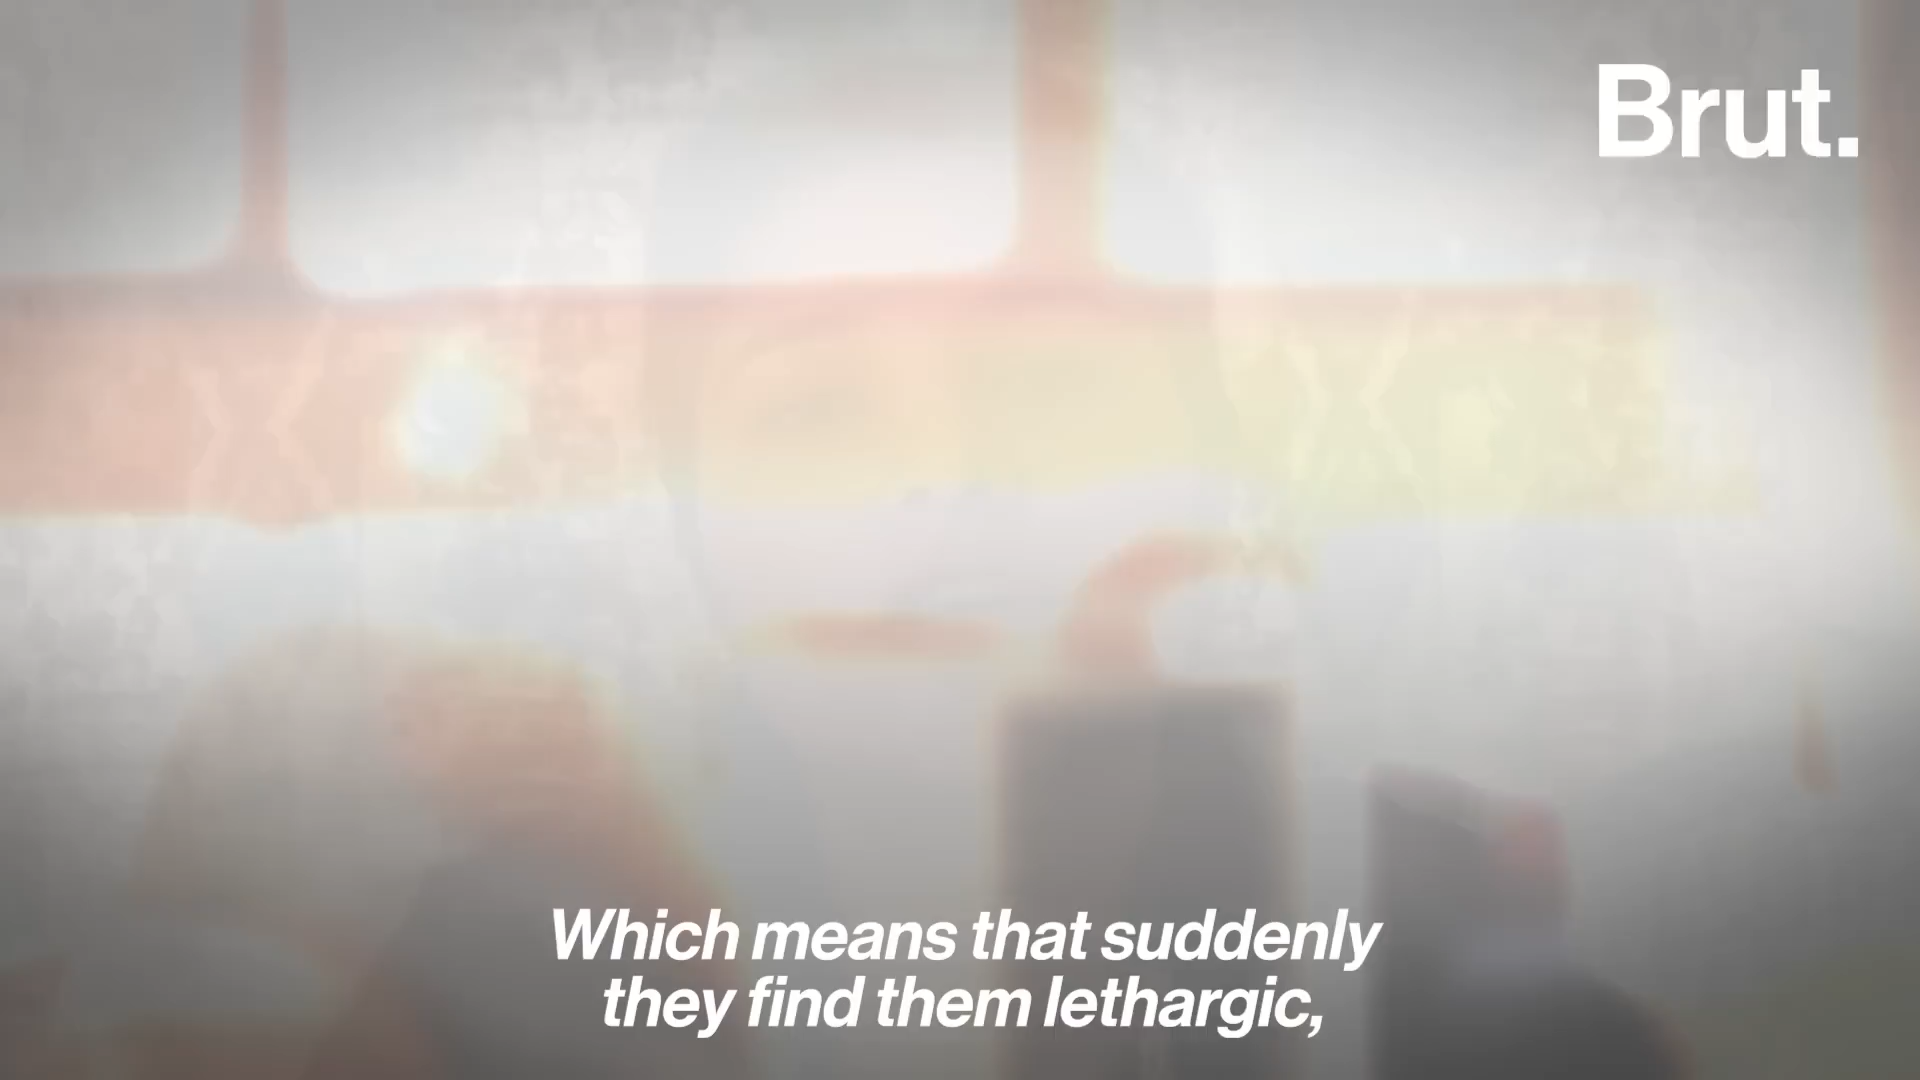 Brut.
Which means that suddenly
they find them lethargic,